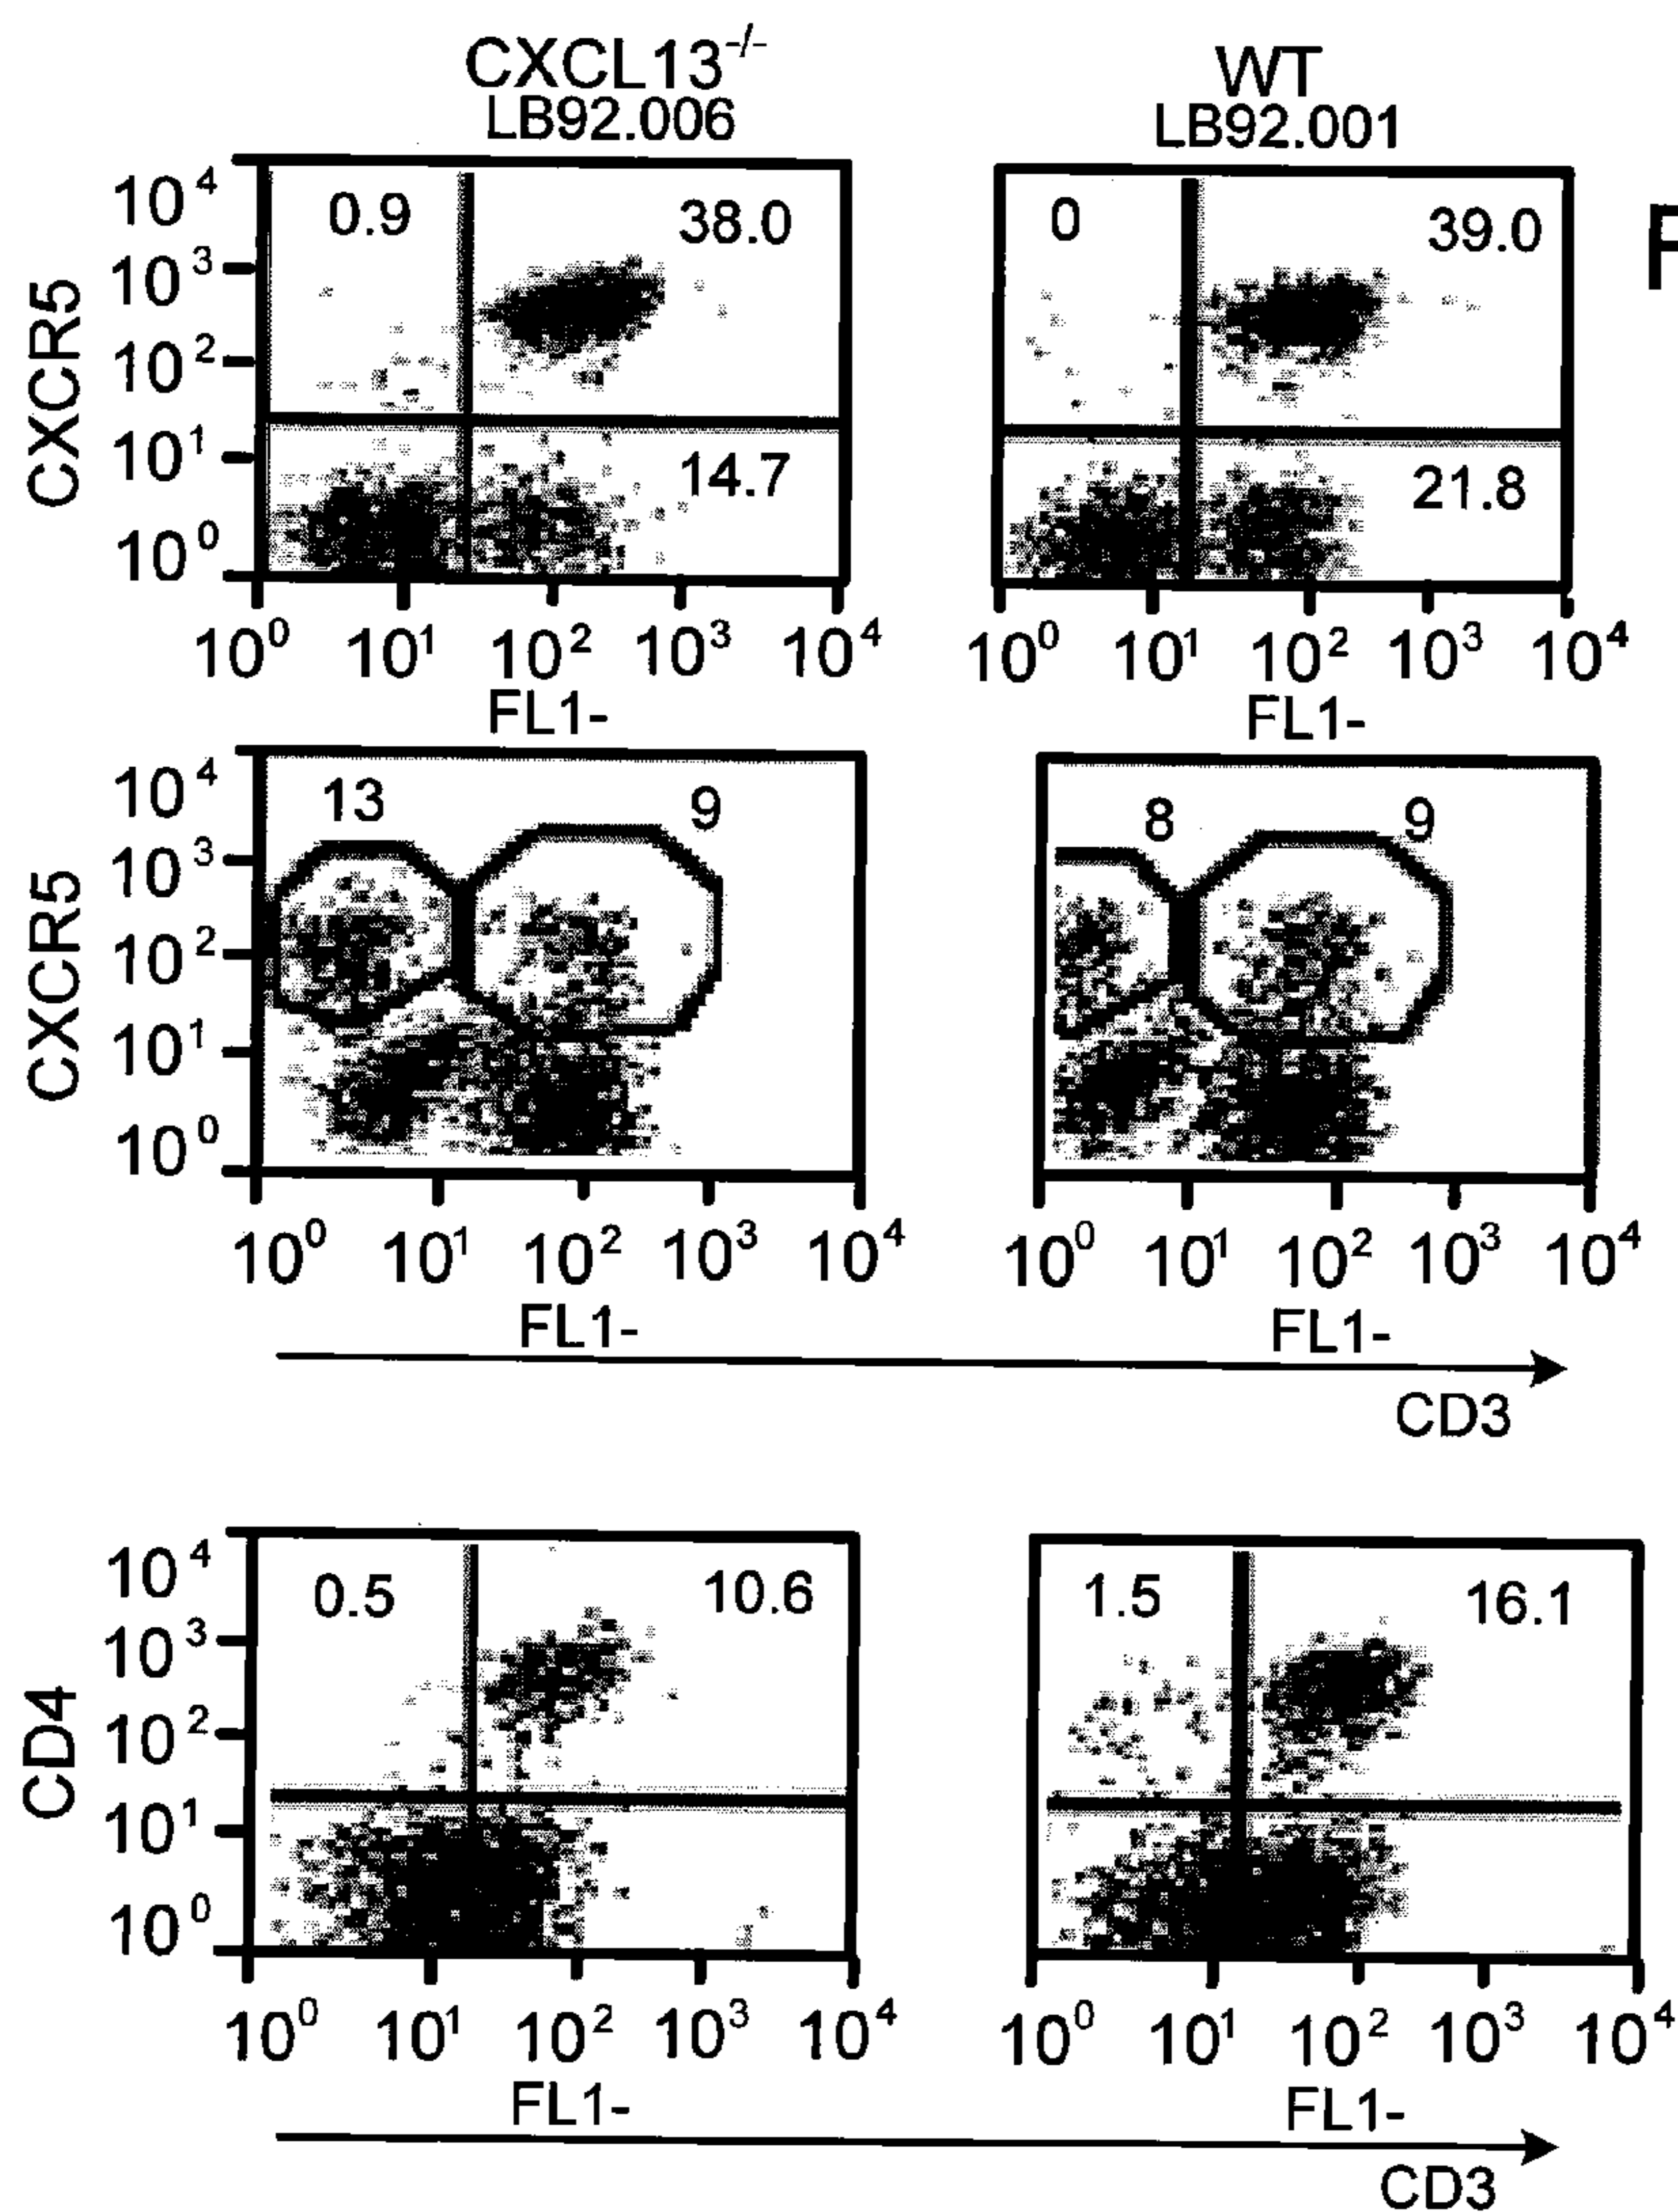 CXCL13-/- WT
LB92.006 LB92.001
CXCR5
10⁴ 0.9 38.0 0 39.0
10³ F
10²
10¹ 14.7 21.8
10⁰
10⁰ 10¹ 10² 10³ 10⁴ 10⁰ 10¹ 10² 10³ 10⁴
FL1- FL1-
CXCR5
10⁴ 13 9 8 9
10³
10²
10¹
10⁰
10⁰ 10¹ 10² 10³ 10⁴ 10⁰ 10¹ 10² 10³ 10⁴
FL1- FL1-
CD3
CD4
10⁴ 0.5 10.6 1.5 16.1
10³
10²
10¹
10⁰
10⁰ 10¹ 10² 10³ 10⁴ 10⁰ 10¹ 10² 10³ 10⁴
FL1- FL1-
CD3